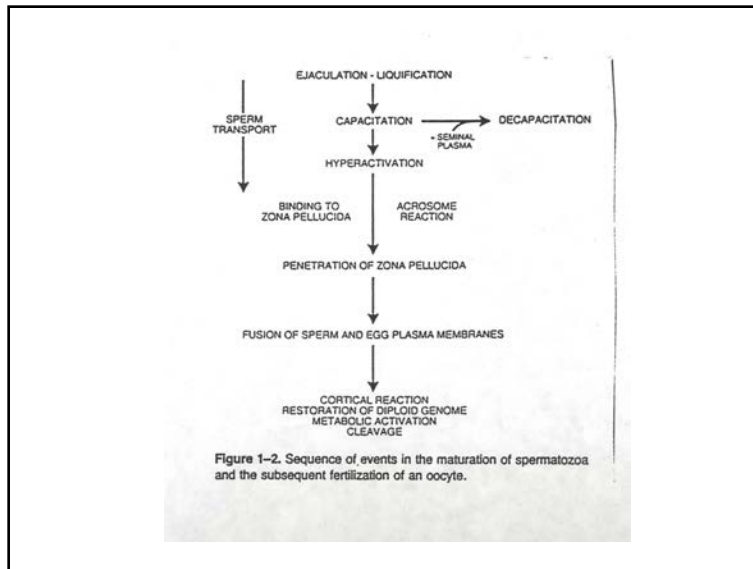 EJACULATION - LIQUIFICATION
SPERM
TRANSPORT
CAPACITATION
DECAPACITATION
+ SEMINAL
PLASMA
HYPERACTIVATION
BINDING TO
ZONA PELLUCIDA
ACROSOME
REACTION
PENETRATION OF ZONA PELLUCIDA
FUSION OF SPERM AND EGG PLASMA MEMBRANES
CORTICAL REACTION
RESTORATION OF DIPLOID GENOME
METABOLIC ACTIVATION
CLEAVAGE
Figure 1–2. Sequence of events in the maturation of spermatozoa
and the subsequent fertilization of an oocyte.